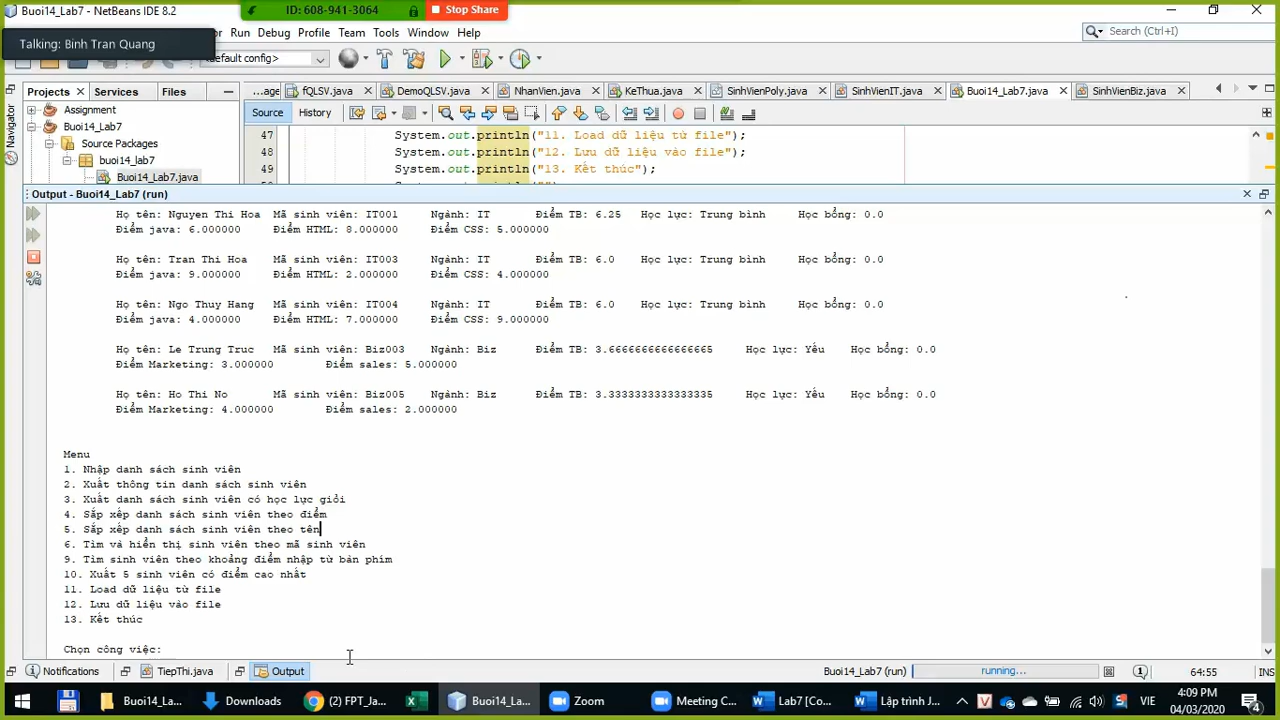 Buoi14_Lab7 - NetBeans IDE 8.2
ID: 608-941-3064
Stop Share
Talking: Binh Tran Quang
Run Debug Profile Team Tools Window Help
Search (Ctrl+I)
<default config>
Projects Services Files
...age fQLSV.java DemoQLSV.java NhanVien.java KeThua.java SinhVienPoly.java SinhVienIT.java Buoi14_Lab7.java SinhVienBiz.java
Navigator
Assignment
Buoi14_Lab7
Source Packages
buoi14_lab7
Buoi14_Lab7.java
Source History
47 System.out.println("11. Load dữ liệu từ file");
48 System.out.println("12. Lưu dữ liệu vào file");
49 System.out.println("13. Kết thúc");
Output - Buoi14_Lab7 (run)
Họ tên: Nguyen Thi Hoa Mã sinh viên: IT001 Ngành: IT Điểm TB: 6.25 Học lực: Trung bình Học bổng: 0.0
Điểm java: 6.000000 Điểm HTML: 8.000000 Điểm CSS: 5.000000
Họ tên: Tran Thi Hoa Mã sinh viên: IT003 Ngành: IT Điểm TB: 6.0 Học lực: Trung bình Học bổng: 0.0
Điểm java: 9.000000 Điểm HTML: 2.000000 Điểm CSS: 4.000000
Họ tên: Ngo Thuy Hang Mã sinh viên: IT004 Ngành: IT Điểm TB: 6.0 Học lực: Trung bình Học bổng: 0.0
Điểm java: 4.000000 Điểm HTML: 7.000000 Điểm CSS: 9.000000
Họ tên: Le Trung Truc Mã sinh viên: Biz003 Ngành: Biz Điểm TB: 3.6666666666666665 Học lực: Yếu Học bổng: 0.0
Điểm Marketing: 3.000000 Điểm sales: 5.000000
Họ tên: Ho Thi No Mã sinh viên: Biz005 Ngành: Biz Điểm TB: 3.3333333333333335 Học lực: Yếu Học bổng: 0.0
Điểm Marketing: 4.000000 Điểm sales: 2.000000
Menu
1. Nhập danh sách sinh viên
2. Xuất thông tin danh sách sinh viên
3. Xuất danh sách sinh viên có học lực giỏi
4. Sắp xếp danh sách sinh viên theo điểm
5. Sắp xếp danh sách sinh viên theo tên
6. Tìm và hiển thị sinh viên theo mã sinh viên
9. Tìm sinh viên theo khoảng điểm nhập từ bàn phím
10. Xuất 5 sinh viên có điểm cao nhất
11. Load dữ liệu từ file
12. Lưu dữ liệu vào file
13. Kết thúc
Chọn công việc:
Notifications TiepThi.java Output Buoi14_Lab7 (run) running... 64:55 INS
Buoi14_La... Downloads (2) FPT_Ja... Buoi14_La... Zoom Meeting C... Lab7 [Co... Lập trình J... VIE
4:09 PM
04/03/2020
4